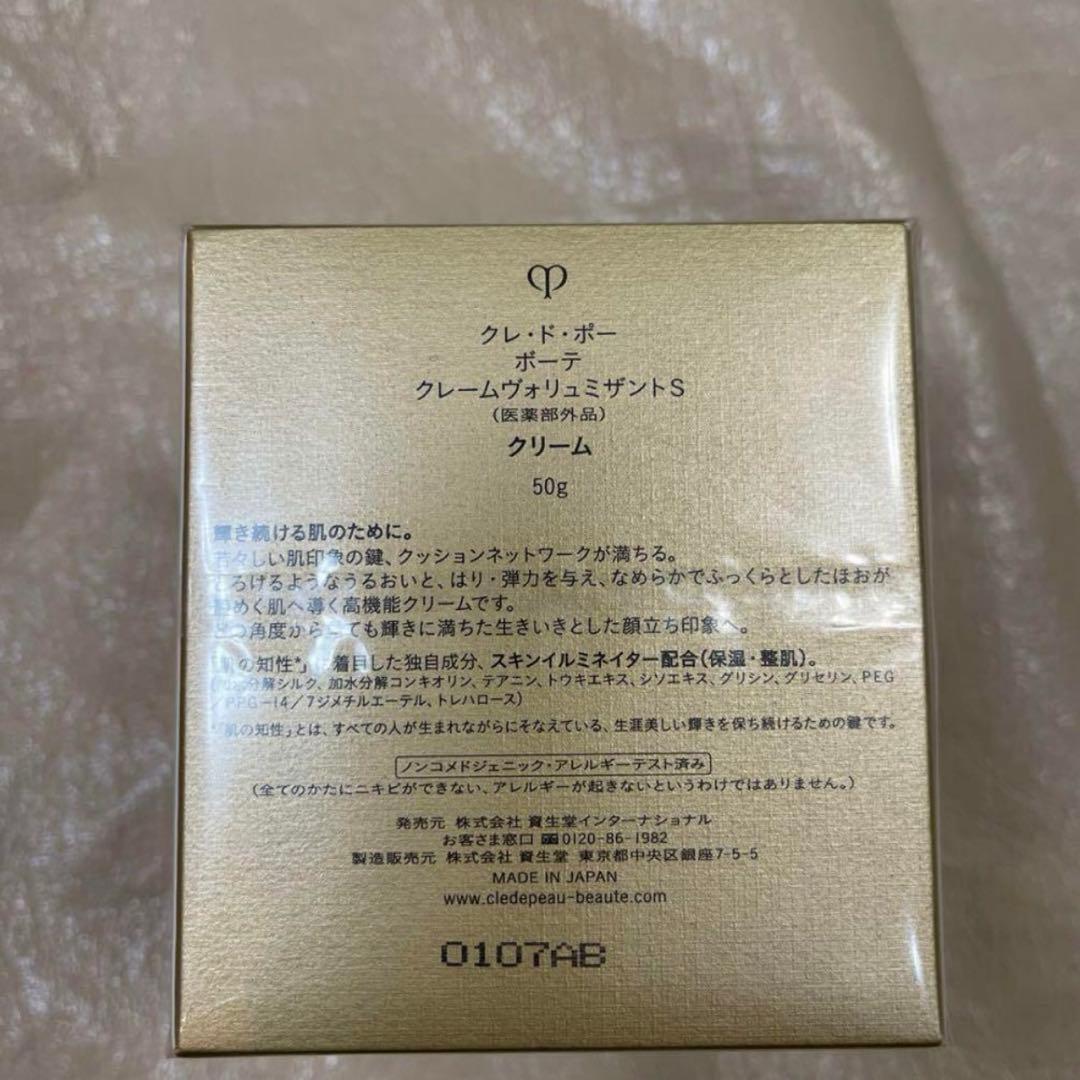 クレ・ド・ポー
ボーテ
クレームヴォリュミザントS
(医薬部外品)
クリーム
50g
輝き続ける肌のために。
若々しい肌印象の鍵、クッションネットワークが満ちる。
とろけるようなうるおいと、はり・弾力を与え、なめらかでふっくらとしたほおが
めく肌へ導く高機能クリームです。
角度から ても輝きに満ちた生きいきとした顔立ち印象へ。
「肌の知性*」に着目した独自成分、スキンイルミネイター配合(保湿・整肌)。
(加水分解シルク、加水分解コンキオリン、テアニン、トウキエキス、シソエキス、グリシン、グリセリン、PEG
/PPG-14/7ジメチルエーテル、トレハロース)
*「肌の知性」とは、すべての人が生まれながらにそなえている、生涯美しい輝きを保ち続けるための鍵です。
ノンコメドジェニック・アレルギーテスト済み
(全てのかたにニキビができない、アレルギーが起きないというわけではありません。)
発売元 株式会社 資生堂インターナショナル
お客さま窓口 0120-86-1982
製造販売元 株式会社 資生堂 東京都中央区銀座7-5-5
MADE IN JAPAN
www.cledepeau-beaute.com
0107AB